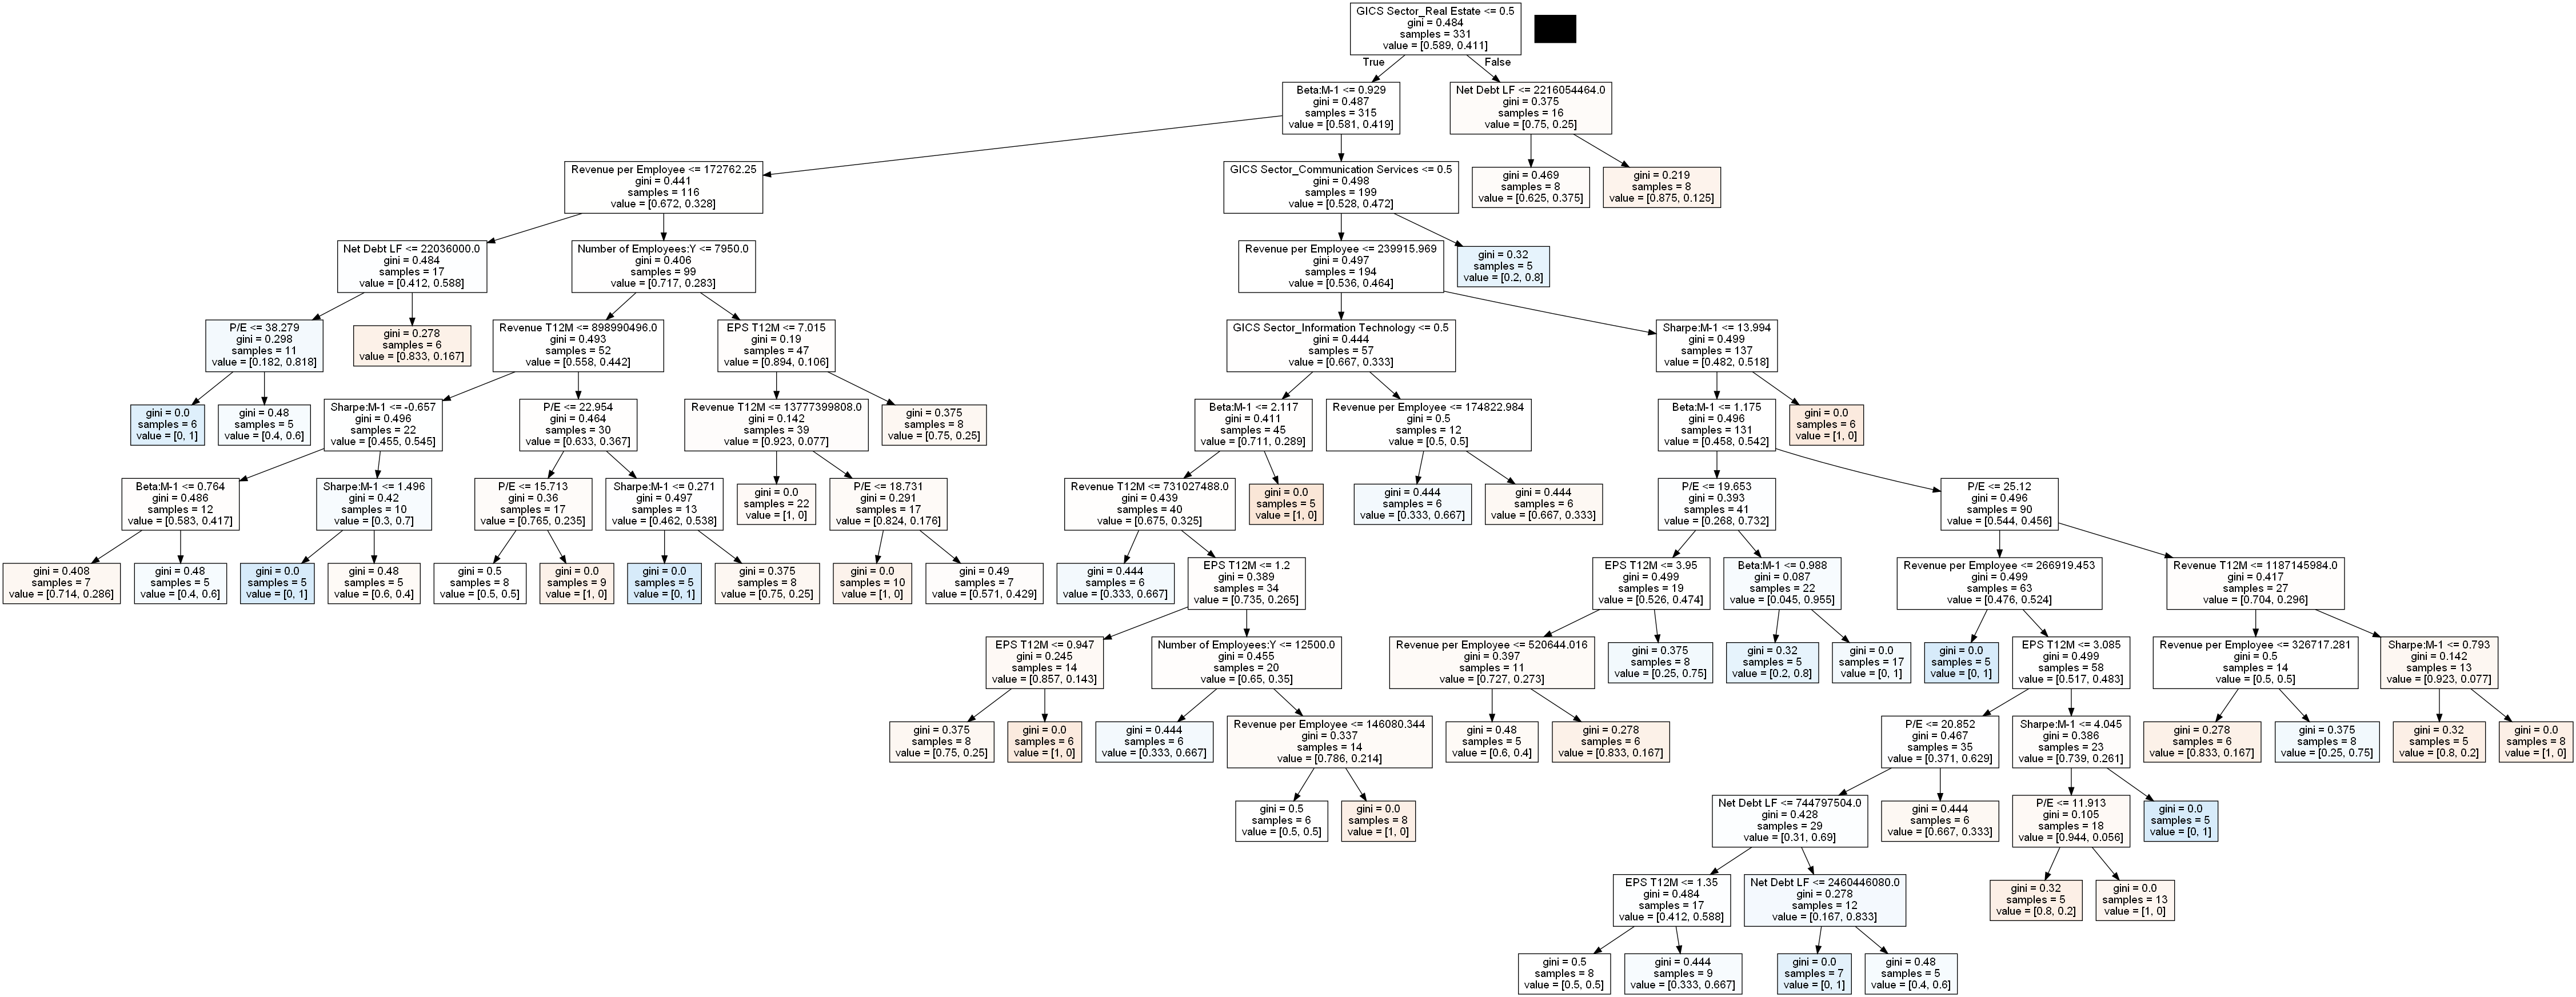 GICS Sector_Real Estate <= 0.5
gini = 0.484
samples = 331
value = [0.589, 0.411]
True
False
Beta:M-1 <= 0.929
gini = 0.487
samples = 315
value = [0.581, 0.419]
Net Debt LF <= 2216054464.0
gini = 0.375
samples = 16
value = [0.75, 0.25]
Revenue per Employee <= 172762.25
gini = 0.441
samples = 116
value = [0.672, 0.328]
GICS Sector_Communication Services <= 0.5
gini = 0.498
samples = 199
value = [0.528, 0.472]
gini = 0.469
samples = 8
value = [0.625, 0.375]
gini = 0.219
samples = 8
value = [0.875, 0.125]
Net Debt LF <= 22036000.0
gini = 0.484
samples = 17
value = [0.412, 0.588]
Number of Employees:Y <= 7950.0
gini = 0.406
samples = 99
value = [0.717, 0.283]
Revenue per Employee <= 239915.969
gini = 0.497
samples = 194
value = [0.536, 0.464]
gini = 0.32
samples = 5
value = [0.2, 0.8]
P/E <= 38.279
gini = 0.298
samples = 11
value = [0.182, 0.818]
gini = 0.278
samples = 6
value = [0.833, 0.167]
Revenue T12M <= 898990496.0
gini = 0.493
samples = 52
value = [0.558, 0.442]
EPS T12M <= 7.015
gini = 0.19
samples = 47
value = [0.894, 0.106]
GICS Sector_Information Technology <= 0.5
gini = 0.444
samples = 57
value = [0.667, 0.333]
Sharpe:M-1 <= 13.994
gini = 0.499
samples = 137
value = [0.482, 0.518]
gini = 0.0
samples = 6
value = [0, 1]
gini = 0.48
samples = 5
value = [0.4, 0.6]
Sharpe:M-1 <= -0.657
gini = 0.496
samples = 22
value = [0.455, 0.545]
P/E <= 22.954
gini = 0.464
samples = 30
value = [0.633, 0.367]
Revenue T12M <= 13777399808.0
gini = 0.142
samples = 39
value = [0.923, 0.077]
gini = 0.375
samples = 8
value = [0.75, 0.25]
Beta:M-1 <= 2.117
gini = 0.411
samples = 45
value = [0.711, 0.289]
Revenue per Employee <= 174822.984
gini = 0.5
samples = 12
value = [0.5, 0.5]
Beta:M-1 <= 1.175
gini = 0.496
samples = 131
value = [0.458, 0.542]
gini = 0.0
samples = 6
value = [1, 0]
Beta:M-1 <= 0.764
gini = 0.486
samples = 12
value = [0.583, 0.417]
Sharpe:M-1 <= 1.496
gini = 0.42
samples = 10
value = [0.3, 0.7]
P/E <= 15.713
gini = 0.36
samples = 17
value = [0.765, 0.235]
Sharpe:M-1 <= 0.271
gini = 0.497
samples = 13
value = [0.462, 0.538]
gini = 0.0
samples = 22
value = [1, 0]
P/E <= 18.731
gini = 0.291
samples = 17
value = [0.824, 0.176]
Revenue T12M <= 731027488.0
gini = 0.439
samples = 40
value = [0.675, 0.325]
gini = 0.0
samples = 5
value = [1, 0]
gini = 0.444
samples = 6
value = [0.333, 0.667]
gini = 0.444
samples = 6
value = [0.667, 0.333]
P/E <= 19.653
gini = 0.393
samples = 41
value = [0.268, 0.732]
P/E <= 25.12
gini = 0.496
samples = 90
value = [0.544, 0.456]
gini = 0.408
samples = 7
value = [0.714, 0.286]
gini = 0.48
samples = 5
value = [0.4, 0.6]
gini = 0.0
samples = 5
value = [0, 1]
gini = 0.48
samples = 5
value = [0.6, 0.4]
gini = 0.5
samples = 8
value = [0.5, 0.5]
gini = 0.0
samples = 9
value = [1, 0]
gini = 0.0
samples = 5
value = [0, 1]
gini = 0.375
samples = 8
value = [0.75, 0.25]
gini = 0.0
samples = 10
value = [1, 0]
gini = 0.49
samples = 7
value = [0.571, 0.429]
gini = 0.444
samples = 6
value = [0.333, 0.667]
EPS T12M <= 1.2
gini = 0.389
samples = 34
value = [0.735, 0.265]
EPS T12M <= 3.95
gini = 0.499
samples = 19
value = [0.526, 0.474]
Beta:M-1 <= 0.988
gini = 0.087
samples = 22
value = [0.045, 0.955]
Revenue per Employee <= 266919.453
gini = 0.499
samples = 63
value = [0.476, 0.524]
Revenue T12M <= 1187145984.0
gini = 0.417
samples = 27
value = [0.704, 0.296]
EPS T12M <= 0.947
gini = 0.245
samples = 14
value = [0.857, 0.143]
Number of Employees:Y <= 12500.0
gini = 0.455
samples = 20
value = [0.65, 0.35]
Revenue per Employee <= 520644.016
gini = 0.397
samples = 11
value = [0.727, 0.273]
gini = 0.375
samples = 8
value = [0.25, 0.75]
gini = 0.32
samples = 5
value = [0.2, 0.8]
gini = 0.0
samples = 17
value = [0, 1]
gini = 0.0
samples = 5
value = [0, 1]
EPS T12M <= 3.085
gini = 0.499
samples = 58
value = [0.517, 0.483]
Revenue per Employee <= 326717.281
gini = 0.5
samples = 14
value = [0.5, 0.5]
Sharpe:M-1 <= 0.793
gini = 0.142
samples = 13
value = [0.923, 0.077]
gini = 0.375
samples = 8
value = [0.75, 0.25]
gini = 0.0
samples = 6
value = [1, 0]
gini = 0.444
samples = 6
value = [0.333, 0.667]
Revenue per Employee <= 146080.344
gini = 0.337
samples = 14
value = [0.786, 0.214]
gini = 0.48
samples = 5
value = [0.6, 0.4]
gini = 0.278
samples = 6
value = [0.833, 0.167]
P/E <= 20.852
gini = 0.467
samples = 35
value = [0.371, 0.629]
Sharpe:M-1 <= 4.045
gini = 0.386
samples = 23
value = [0.739, 0.261]
gini = 0.278
samples = 6
value = [0.833, 0.167]
gini = 0.375
samples = 8
value = [0.25, 0.75]
gini = 0.32
samples = 5
value = [0.8, 0.2]
gini = 0.0
samples = 8
value = [1, 0]
gini = 0.5
samples = 6
value = [0.5, 0.5]
gini = 0.0
samples = 8
value = [1, 0]
Net Debt LF <= 744797504.0
gini = 0.428
samples = 29
value = [0.31, 0.69]
gini = 0.444
samples = 6
value = [0.667, 0.333]
P/E <= 11.913
gini = 0.105
samples = 18
value = [0.944, 0.056]
gini = 0.0
samples = 5
value = [0, 1]
EPS T12M <= 1.35
gini = 0.484
samples = 17
value = [0.412, 0.588]
Net Debt LF <= 2460446080.0
gini = 0.278
samples = 12
value = [0.167, 0.833]
gini = 0.32
samples = 5
value = [0.8, 0.2]
gini = 0.0
samples = 13
value = [1, 0]
gini = 0.5
samples = 8
value = [0.5, 0.5]
gini = 0.444
samples = 9
value = [0.333, 0.667]
gini = 0.0
samples = 7
value = [0, 1]
gini = 0.48
samples = 5
value = [0.4, 0.6]